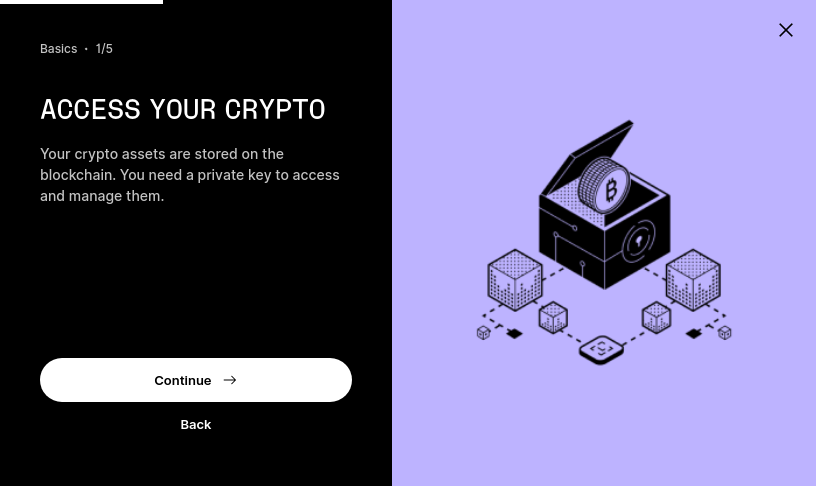 Basics • 1/5
ACCESS YOUR CRYPTO
Your crypto assets are stored on the
blockchain. You need a private key to access
and manage them.
Continue →
Back